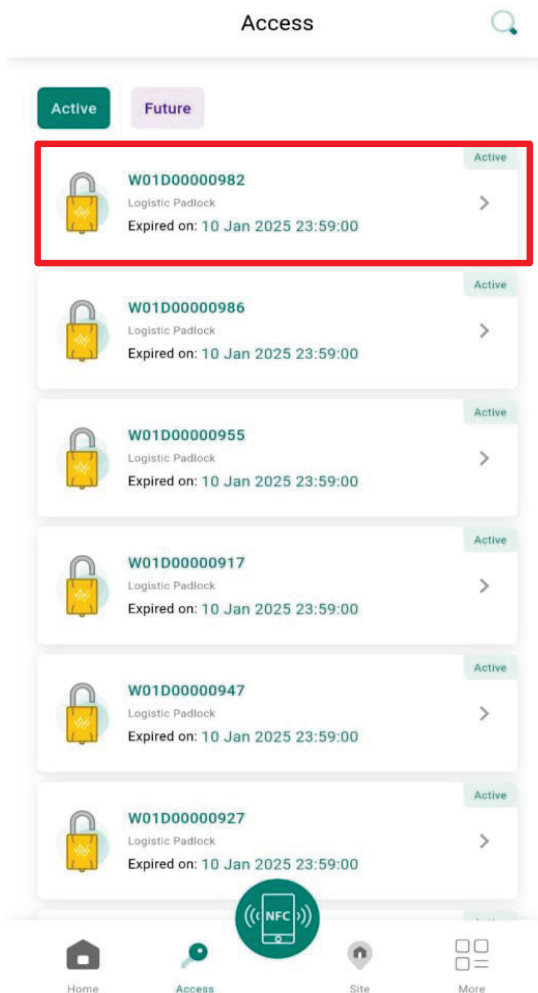 Access
Active
Future
Active
W01D00000982
Logistic Padlock
Expired on: 10 Jan 2025 23:59:00
Active
W01D00000986
Logistic Padlock
Expired on: 10 Jan 2025 23:59:00
Active
W01D00000955
Logistic Padlock
Expired on: 10 Jan 2025 23:59:00
Active
W01D00000917
Logistic Padlock
Expired on: 10 Jan 2025 23:59:00
Active
W01D00000947
Logistic Padlock
Expired on: 10 Jan 2025 23:59:00
Active
W01D00000927
Logistic Padlock
Expired on: 10 Jan 2025 23:59:00
NFC
Home
Access
Site
More